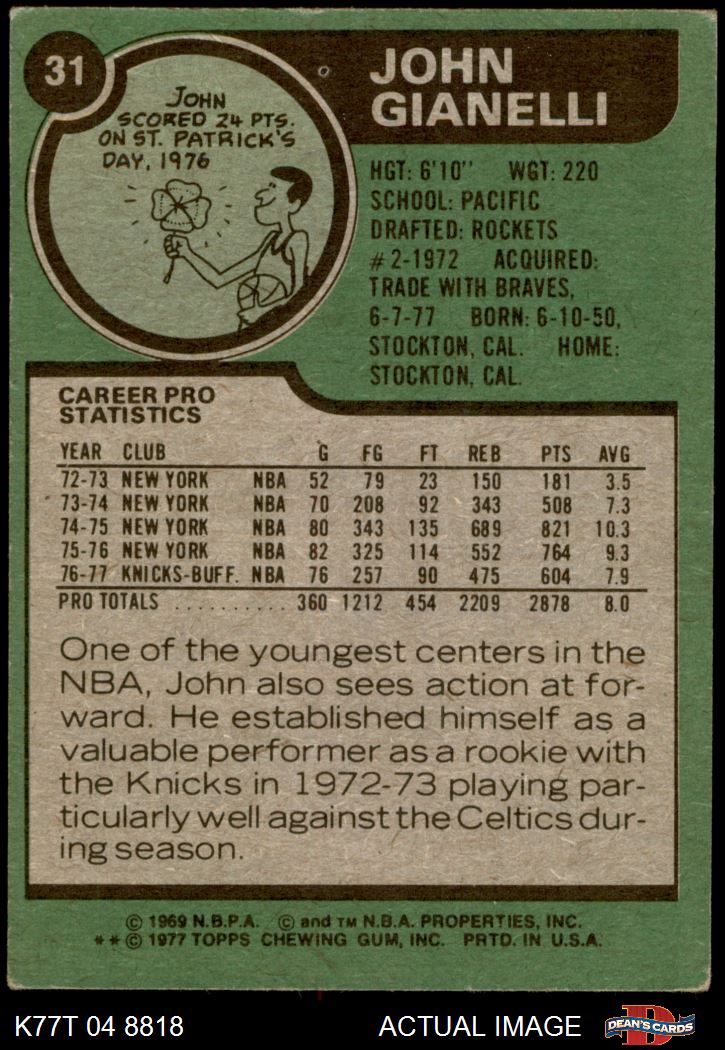 31
JOHN
SCORED 24 PTS.
ON ST. PATRICK'S
DAY, 1976
JOHN
GIANELLI
HGT: 6'10" WGT: 220
SCHOOL: PACIFIC
DRAFTED: ROCKETS
#2-1972 ACQUIRED:
TRADE WITH BRAVES,
6-7-77 BORN: 6-10-50,
STOCKTON, CAL. HOME:
STOCKTON, CAL.
CAREER PRO
STATISTICS
YEAR CLUB G FG FT REB PTS AVG
72-73 NEW YORK NBA 52 79 23 150 181 3.5
73-74 NEW YORK NBA 70 208 92 343 508 7.3
74-75 NEW YORK NBA 80 343 135 689 821 10.3
75-76 NEW YORK NBA 82 325 114 552 764 9.3
76-77 KNICKS-BUFF. NBA 76 257 90 475 604 7.9
PRO TOTALS .......... 360 1212 454 2209 2878 8.0
One of the youngest centers in the
NBA, John also sees action at for-
ward. He established himself as a
valuable performer as a rookie with
the Knicks in 1972-73 playing par-
ticularly well against the Celtics dur-
ing season.
© 1969 N.B.P.A. © and TM N.B.A. PROPERTIES, INC.
** © 1977 TOPPS CHEWING GUM, INC. PRTD. IN U.S.A.
K77T 04 8818 ACTUAL IMAGE
DEAN'S CARDS